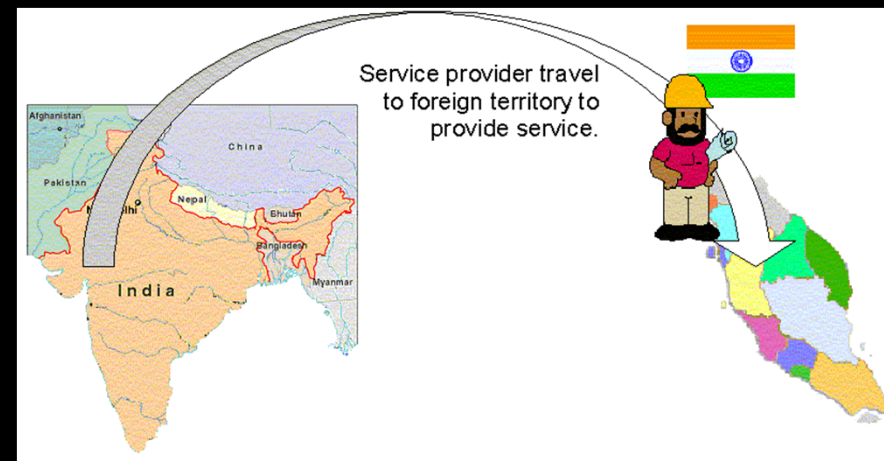 Service provider travel
to foreign territory to
provide service.
Afghanistan
China
Pakistan
Nepal
Bhutan
Bangladesh
India
Myanmar